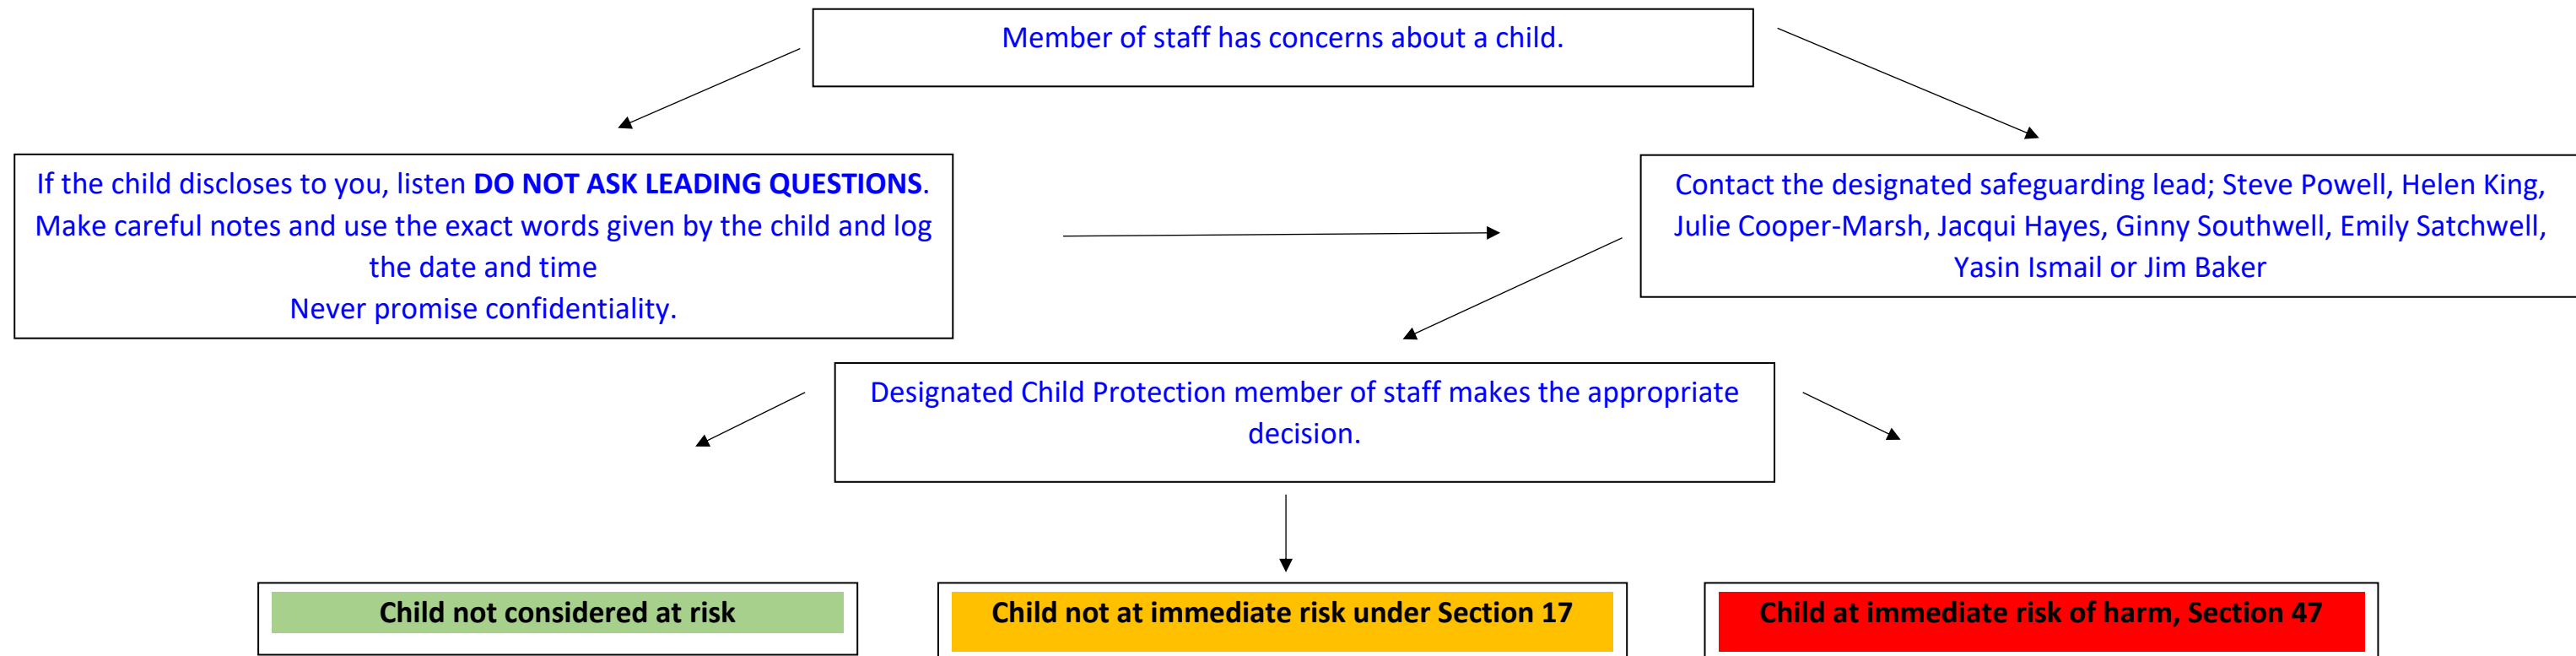 Member of staff has concerns about a child.
If the child discloses to you, listen DO NOT ASK LEADING QUESTIONS.
Make careful notes and use the exact words given by the child and log
the date and time
Never promise confidentiality.
Contact the designated safeguarding lead; Steve Powell, Helen King,
Julie Cooper-Marsh, Jacqui Hayes, Ginny Southwell, Emily Satchwell,
Yasin Ismail or Jim Baker
Designated Child Protection member of staff makes the appropriate
decision.
Child not considered at risk
Child not at immediate risk under Section 17
Child at immediate risk of harm, Section 47